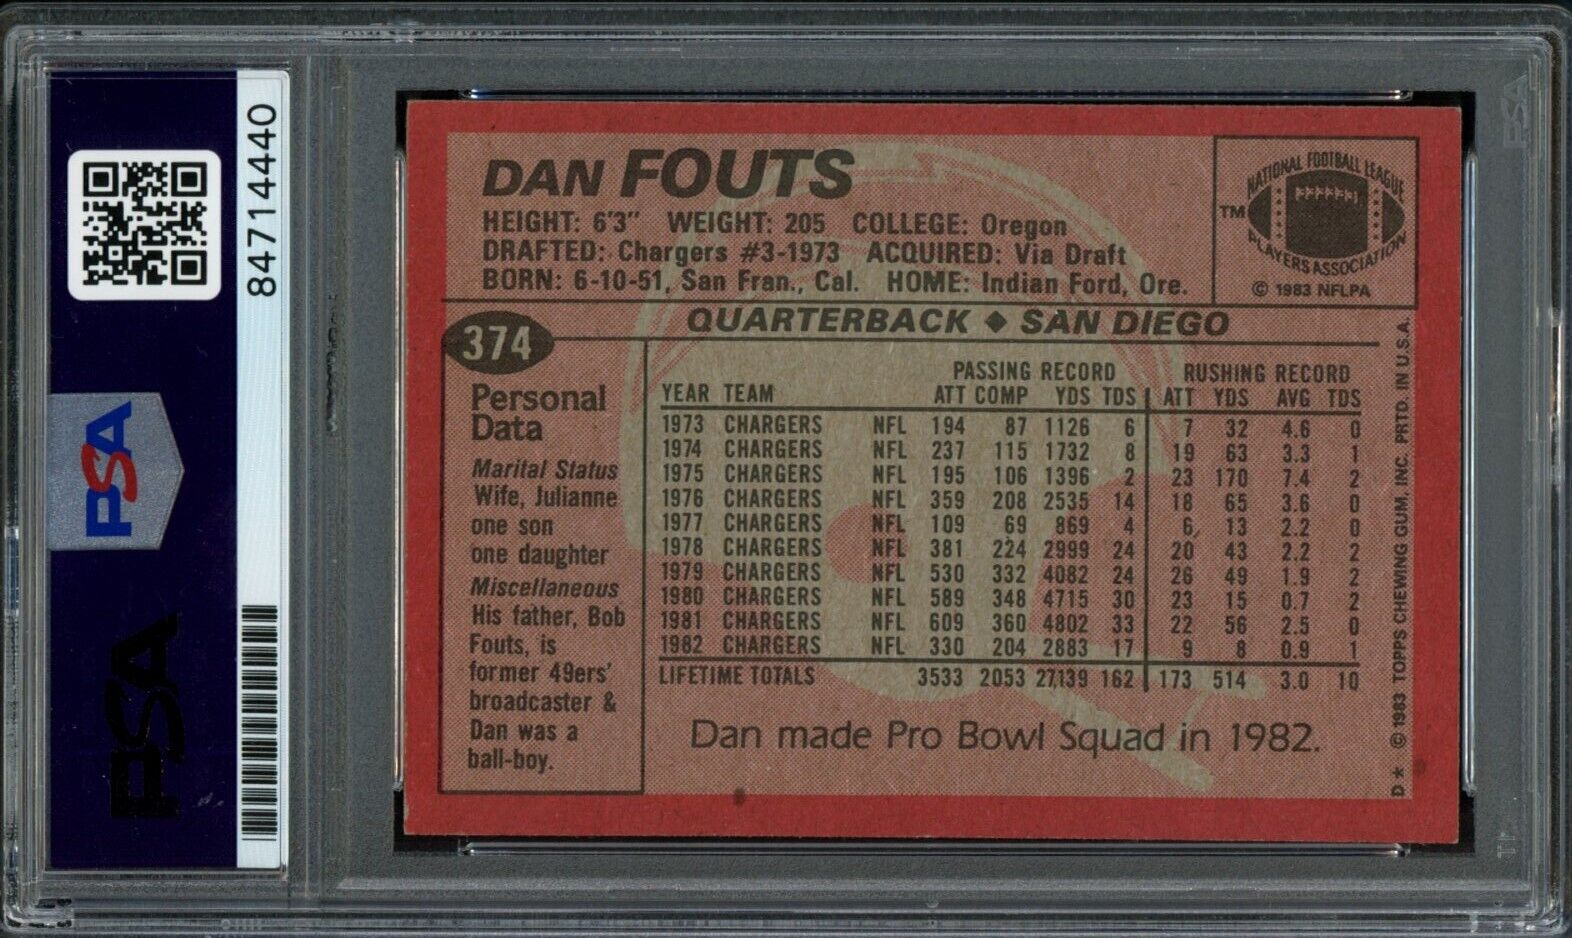 84714440
PSA
PSA
DAN FOUTS
HEIGHT: 6'3" WEIGHT: 205 COLLEGE: Oregon
DRAFTED: Chargers #3-1973 ACQUIRED: Via Draft
BORN: 6-10-51, San Fran., Cal. HOME: Indian Ford, Ore.
NATIONAL FOOTBALL LEAGUE
TM
PLAYERS ASSOCIATION
© 1983 NFLPA
374
QUARTERBACK ◆ SAN DIEGO
Personal
Data
Marital Status
Wife, Julianne
one son
one daughter
Miscellaneous
His father, Bob
Fouts, is
former 49ers'
broadcaster &
Dan was a
ball-boy.
PASSING RECORD RUSHING RECORD
YEAR TEAM ATT COMP YDS TDS ATT YDS AVG TDS
1973 CHARGERS NFL 194 87 1126 6 7 32 4.6 0
1974 CHARGERS NFL 237 115 1732 8 19 63 3.3 1
1975 CHARGERS NFL 195 106 1396 2 23 170 7.4 2
1976 CHARGERS NFL 359 208 2535 14 18 65 3.6 0
1977 CHARGERS NFL 109 69 869 4 6 13 2.2 0
1978 CHARGERS NFL 381 224 2999 24 20 43 2.2 2
1979 CHARGERS NFL 530 332 4082 24 26 49 1.9 2
1980 CHARGERS NFL 589 348 4715 30 23 15 0.7 2
1981 CHARGERS NFL 609 360 4802 33 22 56 2.5 0
1982 CHARGERS NFL 330 204 2883 17 9 8 0.9 1
LIFETIME TOTALS 3533 2053 27,139 162 173 514 3.0 10
Dan made Pro Bowl Squad in 1982.
D★ ©1983 TOPPS CHEWING GUM, INC. PRTD. IN U.S.A.
PSA